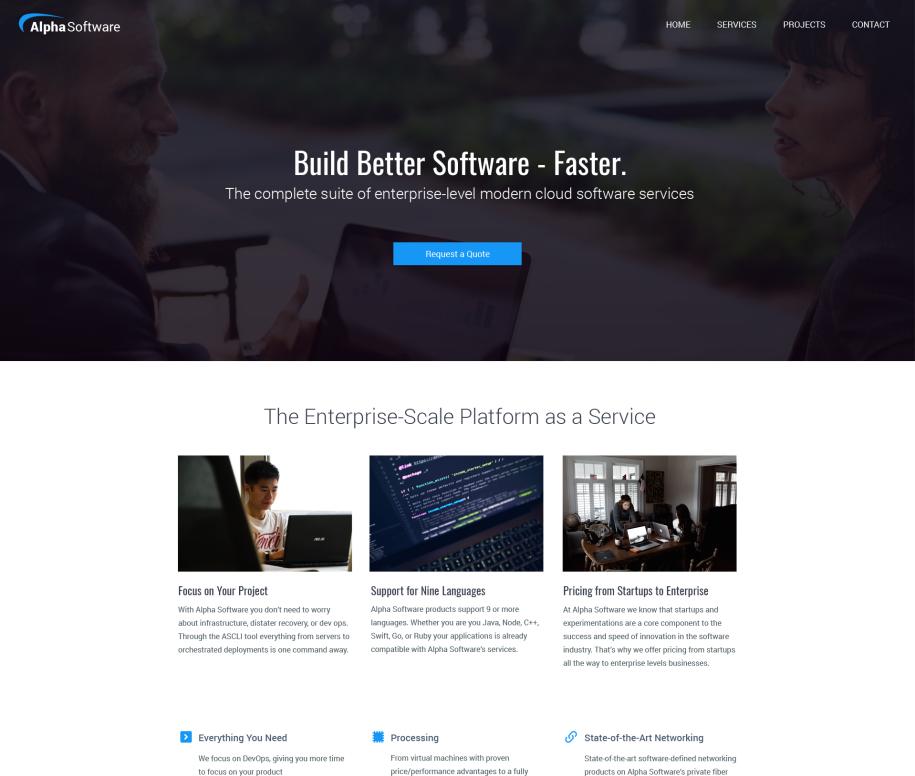 Alpha Software
HOME SERVICES PROJECTS CONTACT
Build Better Software - Faster.
The complete suite of enterprise-level modern cloud software services
Request a Quote
The Enterprise-Scale Platform as a Service
Focus on Your Project
With Alpha Software you don't need to worry
about infrastructure, distater recovery, or dev ops.
Through the ASCLI tool everything from servers to
orchestrated deployments is one command away.
Support for Nine Languages
Alpha Software products support 9 or more
languages. Whether you are you Java, Node, C++,
Swift, Go, or Ruby your applications is already
compatible with Alpha Software's services.
Pricing from Startups to Enterprise
At Alpha Software we know that startups and
experimentations are a core component to the
success and speed of innovation in the software
industry. That's why we offer pricing from startups
all the way to enterprise levels businesses.
Everything You Need
We focus on DevOps, giving you more time
to focus on your product
Processing
From virtual machines with proven
price/performance advantages to a fully
State-of-the-Art Networking
State-of-the-art software-defined networking
products on Alpha Software's private fiber